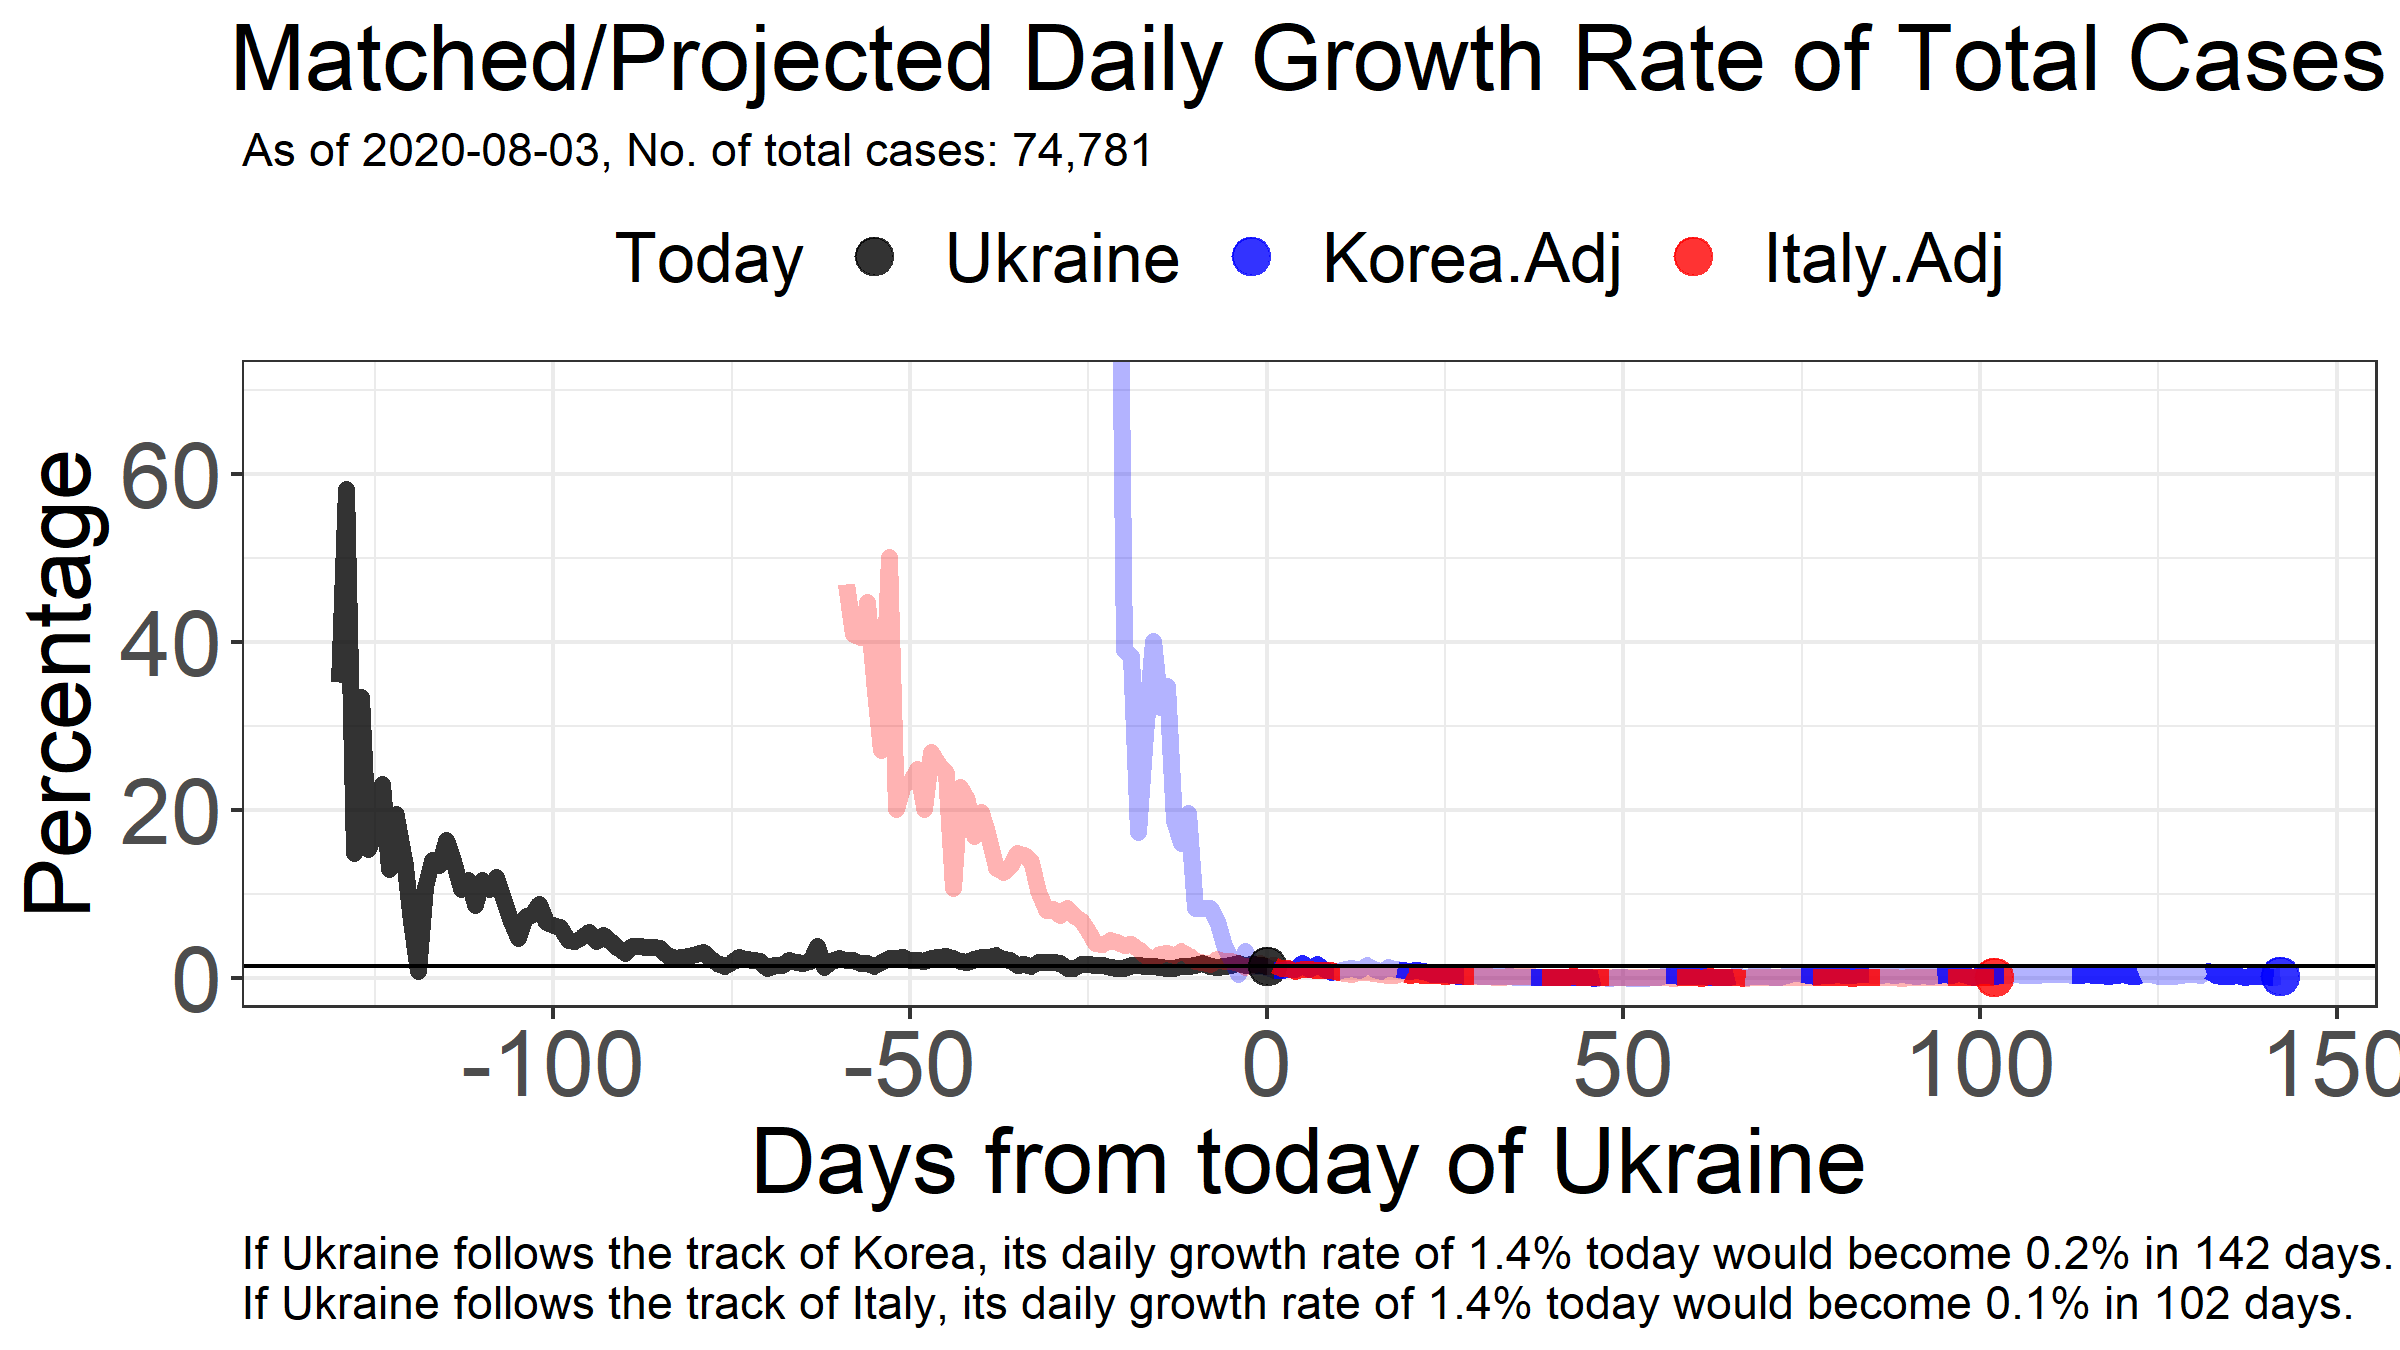 Matched/Projected Daily Growth Rate of Total Cases
As of 2020-08-03, No. of total cases: 74,781
Today Ukraine Korea.Adj Italy.Adj
Percentage
60
40
20
0
-100 -50 0 50 100 150
Days from today of Ukraine
If Ukraine follows the track of Korea, its daily growth rate of 1.4% today would become 0.2% in 142 days.
If Ukraine follows the track of Italy, its daily growth rate of 1.4% today would become 0.1% in 102 days.